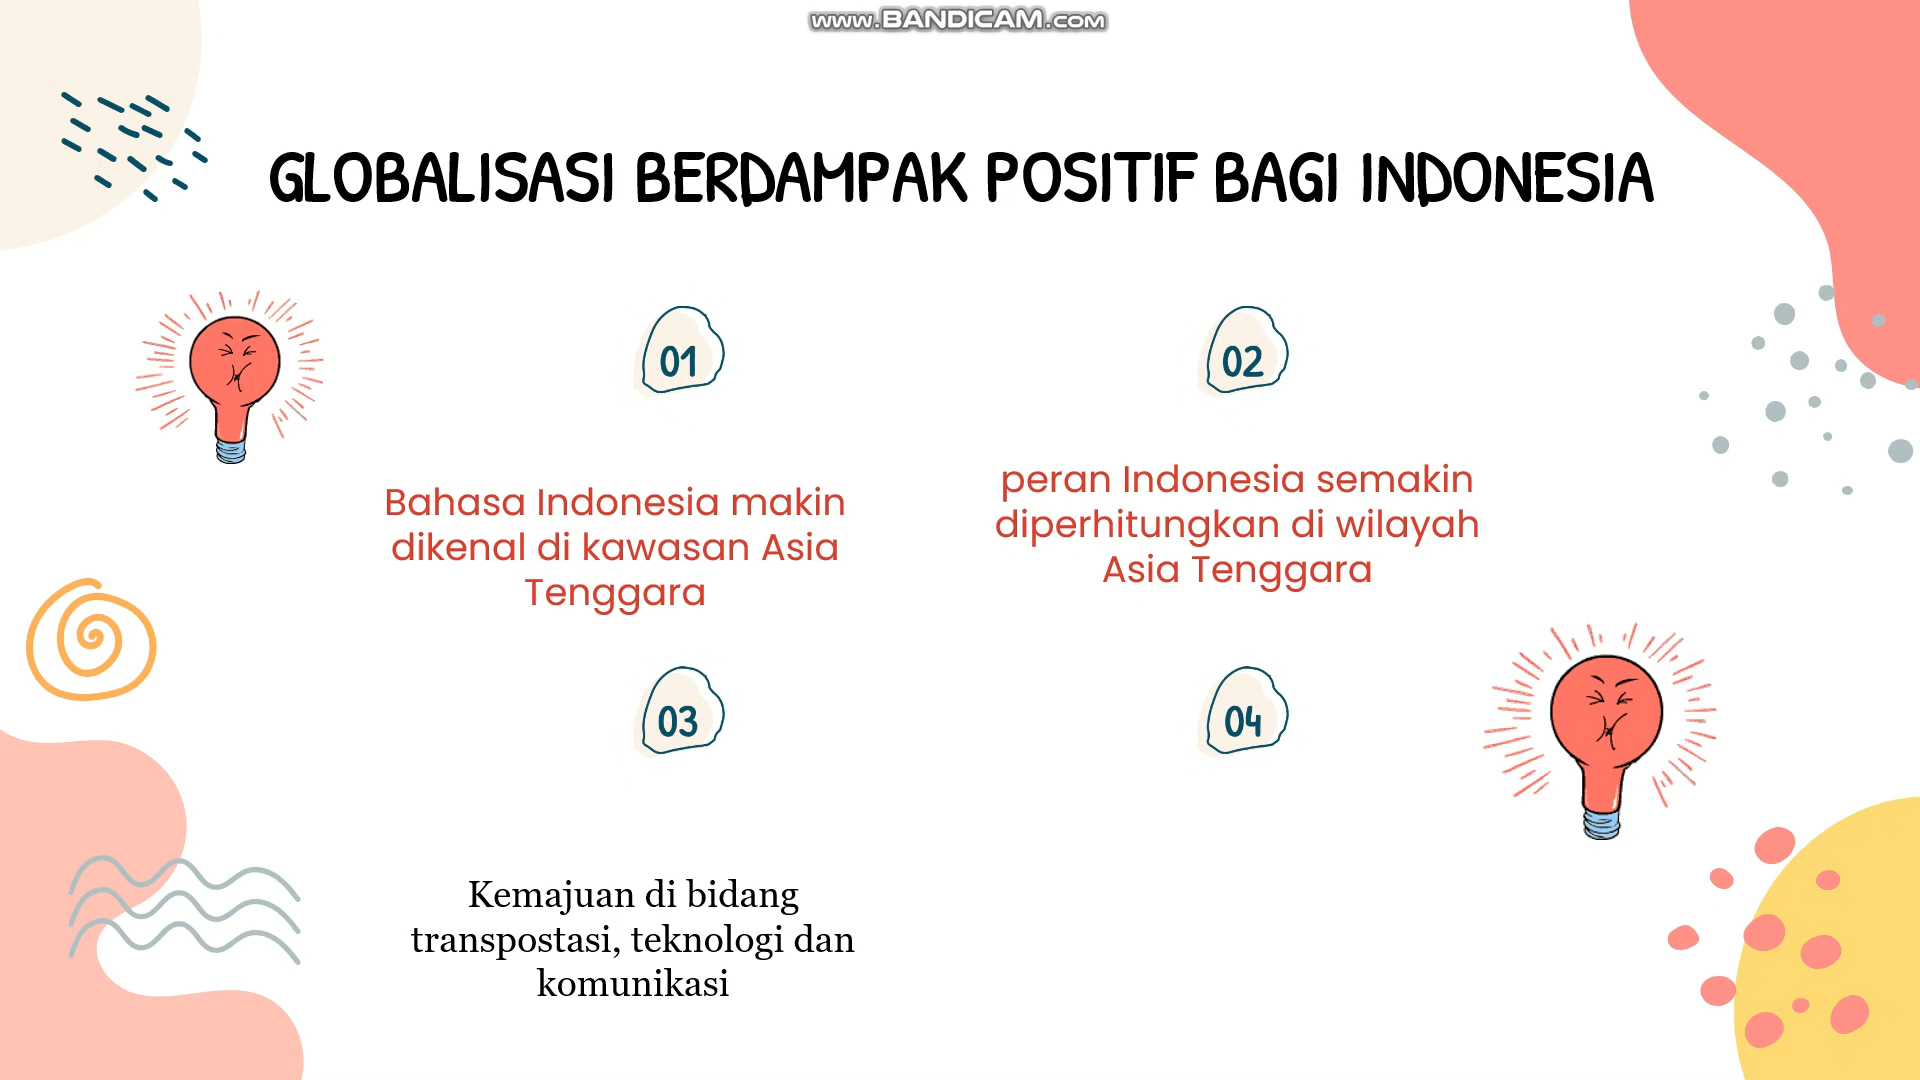 www.BANDICAM.com
GLOBALISASI BERDAMPAK POSITIF BAGI INDONESIA
01
Bahasa Indonesia makin
dikenal di kawasan Asia
Tenggara
02
peran Indonesia semakin
diperhitungkan di wilayah
Asia Tenggara
03
Kemajuan di bidang
transpostasi, teknologi dan
komunikasi
04